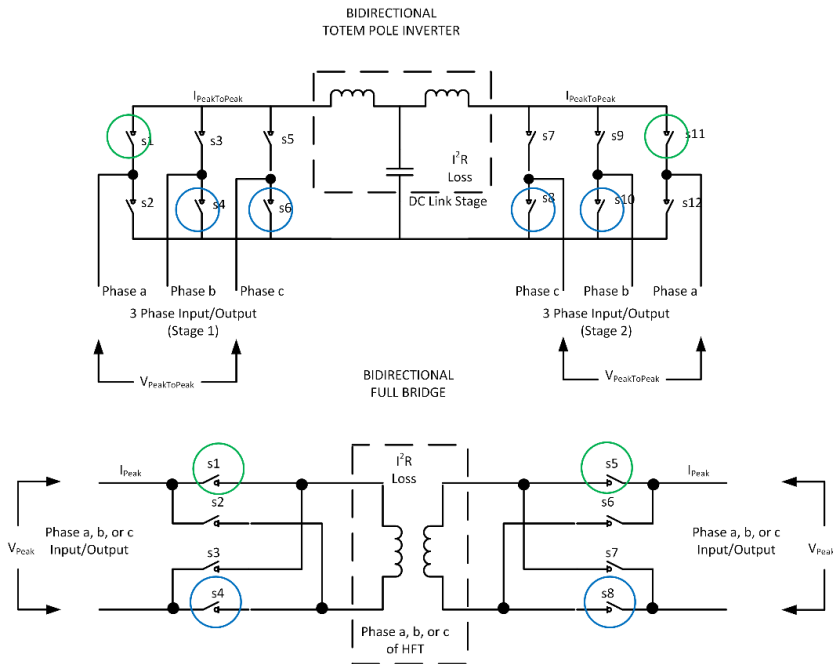 BIDIRECTIONAL
TOTEM POLE INVERTER
IPeakToPeak
IPeakToPeak
s1
s3
s5
s7
s9
s11
I2R
Loss
s2
s4
s6
DC Link Stage
s8
s10
s12
Phase a
Phase b
Phase c
Phase c
Phase b
Phase a
3 Phase Input/Output
(Stage 1)
3 Phase Input/Output
(Stage 2)
VPeakToPeak
VPeakToPeak
BIDIRECTIONAL
FULL BRIDGE
IPeak
s1
I2R
Loss
s5
IPeak
s2
s6
Phase a, b, or c
Input/Output
VPeak
Phase a, b, or c
Input/Output
VPeak
s3
s7
s4
s8
Phase a, b, or c
of HFT